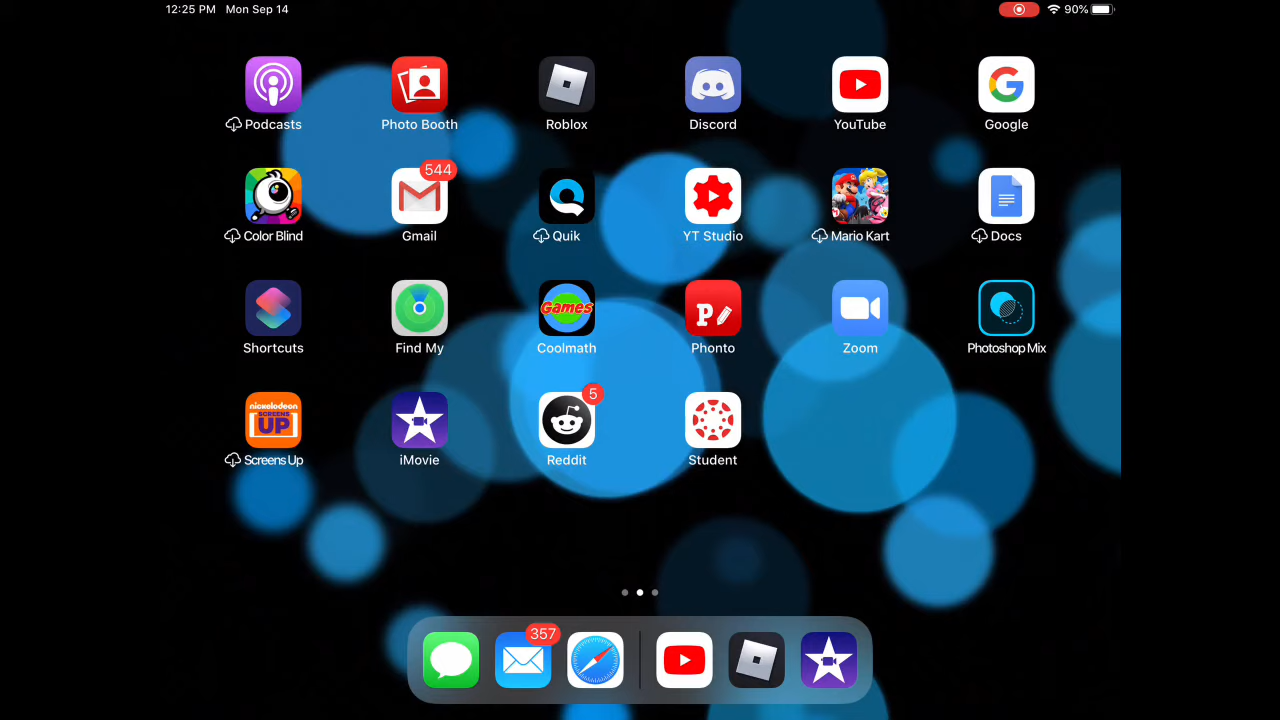 12:25 PM Mon Sep 14 90%
Podcasts Photo Booth Roblox Discord YouTube Google
544
Color Blind Gmail Quik YT Studio Mario Kart Docs
Games
Shortcuts Find My Coolmath Phonto Zoom Photoshop Mix
nickelodeon
SCREENS
UP
5
Screens Up iMovie Reddit Student
357